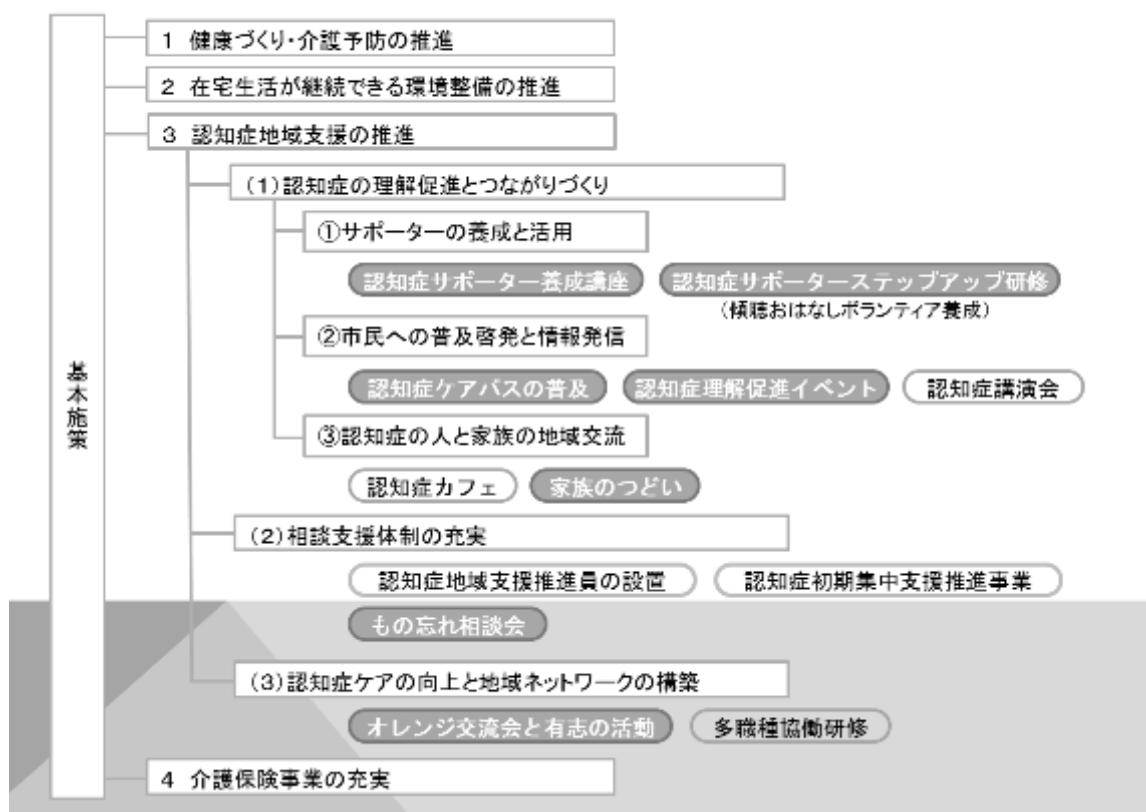 基本施策
1 健康づくり・介護予防の推進
2 在宅生活が継続できる環境整備の推進
3 認知症地域支援の推進
(1)認知症の理解促進とつながりづくり
①サポーターの養成と活用
認知症サポーター養成講座 認知症サポーターステップアップ研修
(傾聴おはなしボランティア養成)
②市民への普及啓発と情報発信
認知症ケアパスの普及 認知症理解促進イベント 認知症講演会
③認知症の人と家族の地域交流
認知症カフェ 家族のつどい
(2)相談支援体制の充実
認知症地域支援推進員の設置 認知症初期集中支援推進事業
もの忘れ相談会
(3)認知症ケアの向上と地域ネットワークの構築
オレンジ交流会と有志の活動 多職種協働研修
4 介護保険事業の充実